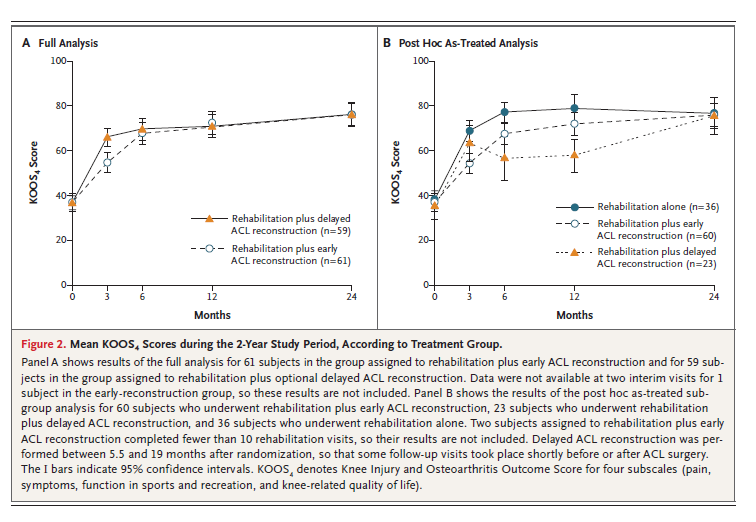 A Full Analysis
100
80
60
40
20
0
KOOS₄ Score
Rehabilitation plus delayed
ACL reconstruction (n=59)
Rehabilitation plus early
ACL reconstruction (n=61)
0 3 6 12 24
Months
B Post Hoc As-Treated Analysis
100
80
60
40
20
0
KOOS₄ Score
Rehabilitation alone (n=36)
Rehabilitation plus early
ACL reconstruction (n=60)
Rehabilitation plus delayed
ACL reconstruction (n=23)
0 3 6 12 24
Months
Figure 2. Mean KOOS₄ Scores during the 2-Year Study Period, According to Treatment Group.
Panel A shows results of the full analysis for 61 subjects in the group assigned to rehabilitation plus early ACL reconstruction and for 59 sub-
jects in the group assigned to rehabilitation plus optional delayed ACL reconstruction. Data were not available at two interim visits for 1
subject in the early-reconstruction group, so these results are not included. Panel B shows the results of the post hoc as-treated sub-
group analysis for 60 subjects who underwent rehabilitation plus early ACL reconstruction, 23 subjects who underwent rehabilitation
plus delayed ACL reconstruction, and 36 subjects who underwent rehabilitation alone. Two subjects assigned to rehabilitation plus early
ACL reconstruction completed fewer than 10 rehabilitation visits, so their results are not included. Delayed ACL reconstruction was per-
formed between 5.5 and 19 months after randomization, so that some follow-up visits took place shortly before or after ACL surgery.
The I bars indicate 95% confidence intervals. KOOS₄ denotes Knee Injury and Osteoarthritis Outcome Score for four subscales (pain,
symptoms, function in sports and recreation, and knee-related quality of life).